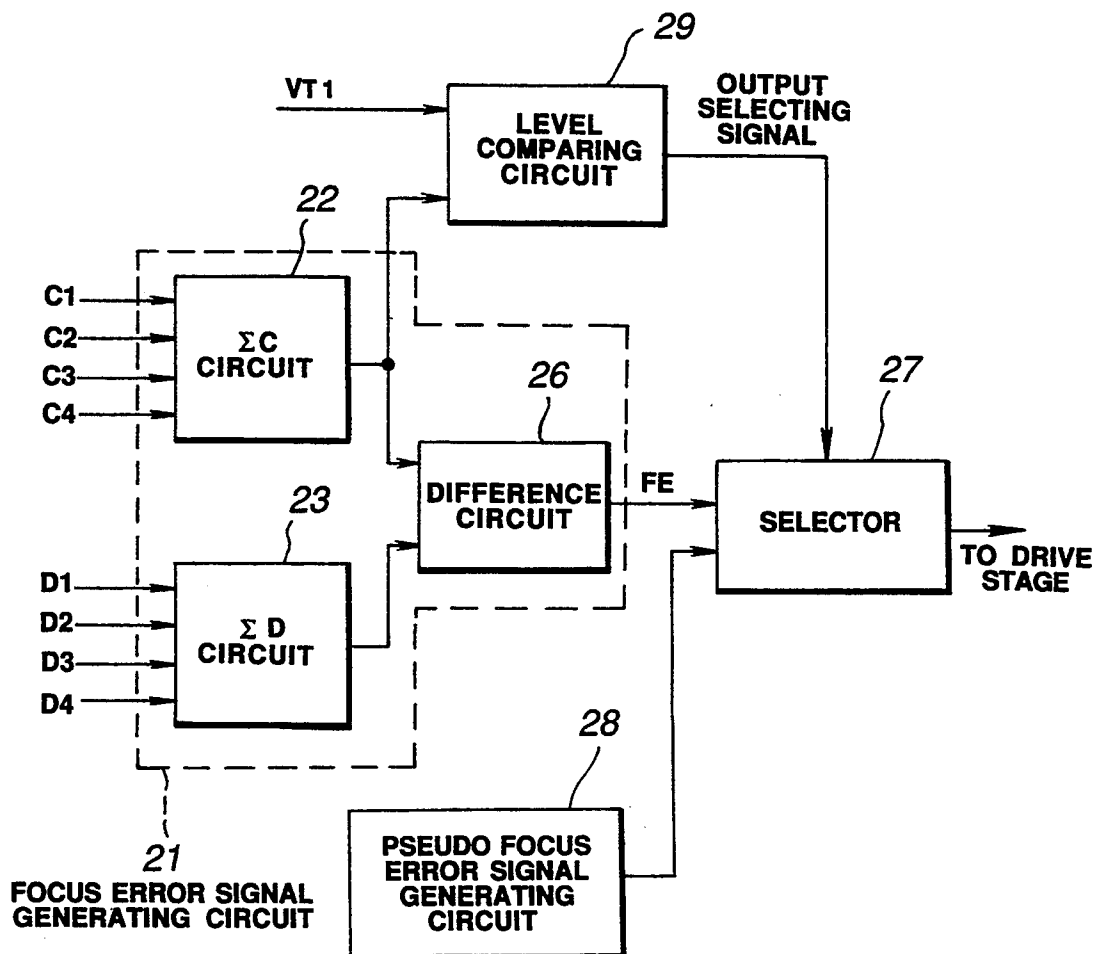 29
VT1
LEVEL
COMPARING
CIRCUIT
OUTPUT
SELECTING
SIGNAL
22
C1
C2
C3
C4
ΣC
CIRCUIT
26
DIFFERENCE
CIRCUIT
FE
27
SELECTOR
TO DRIVE
STAGE
23
D1
D2
D3
D4
Σ D
CIRCUIT
28
PSEUDO FOCUS
ERROR SIGNAL
GENERATING
CIRCUIT
21
FOCUS ERROR SIGNAL
GENERATING CIRCUIT